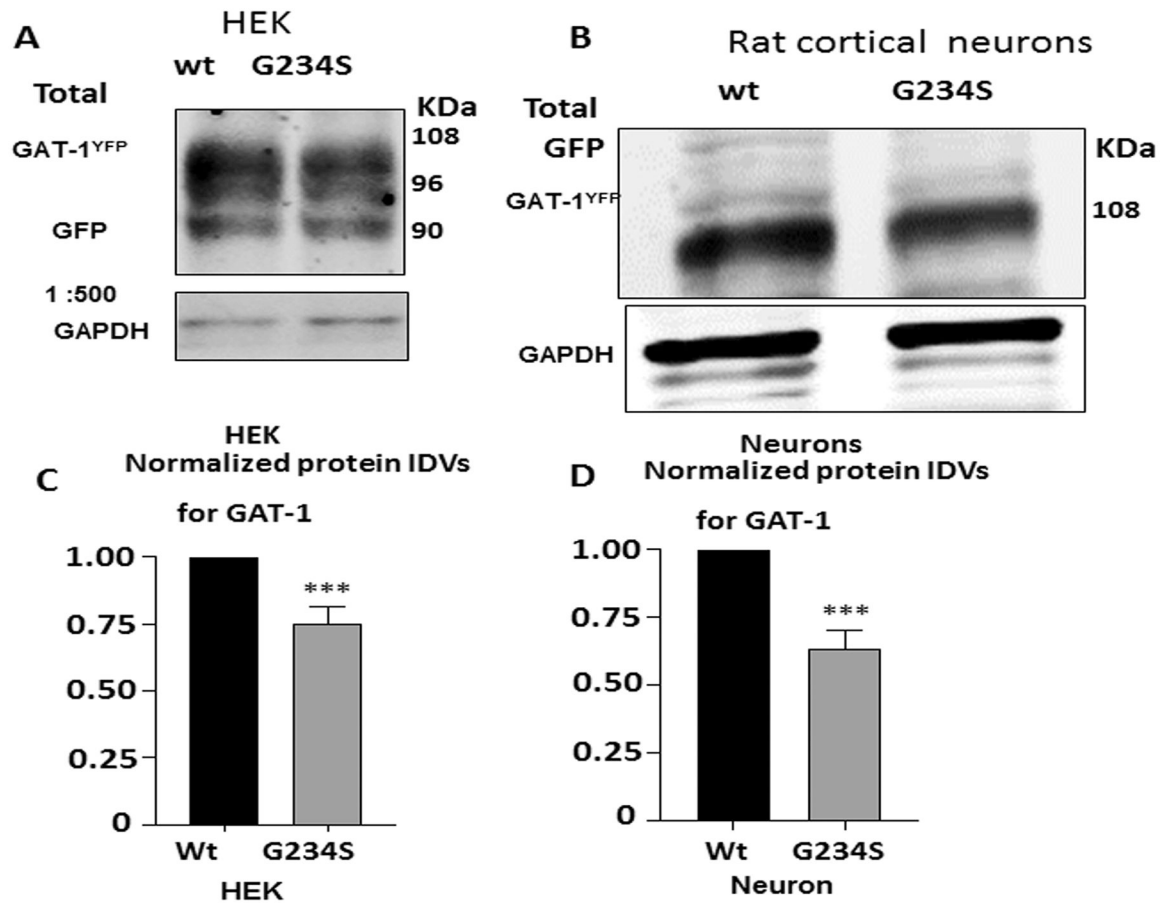 A
HEK
wt G234S
Total
KDa
GAT-1YFP
108
96
GFP
90
1 :500
GAPDH
B
Rat cortical neurons
wt G234S
Total
GFP
KDa
GAT-1YFP
108
GAPDH
C
HEK
Normalized protein IDVs
for GAT-1
1.00
0.75
0.50
0.25
0
***
Wt G234S
HEK
D
Neurons
Normalized protein IDVs
for GAT-1
1.00
0.75
0.50
0.25
0
***
Wt G234S
Neuron